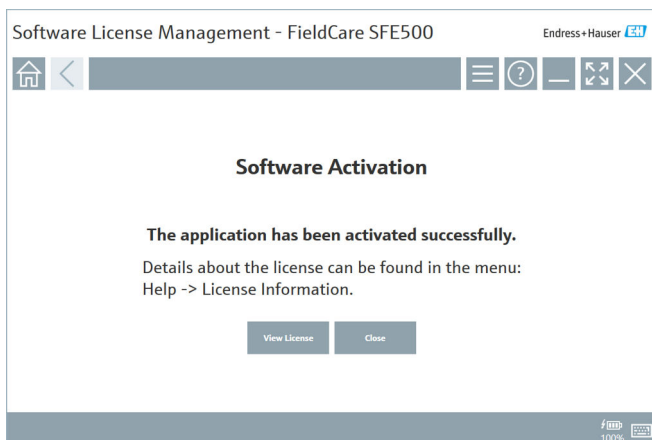 Software License Management - FieldCare SFE500
Endress+Hauser EH
?
Software Activation
The application has been activated successfully.
Details about the license can be found in the menu:
Help -> License Information.
View License
Close
100%